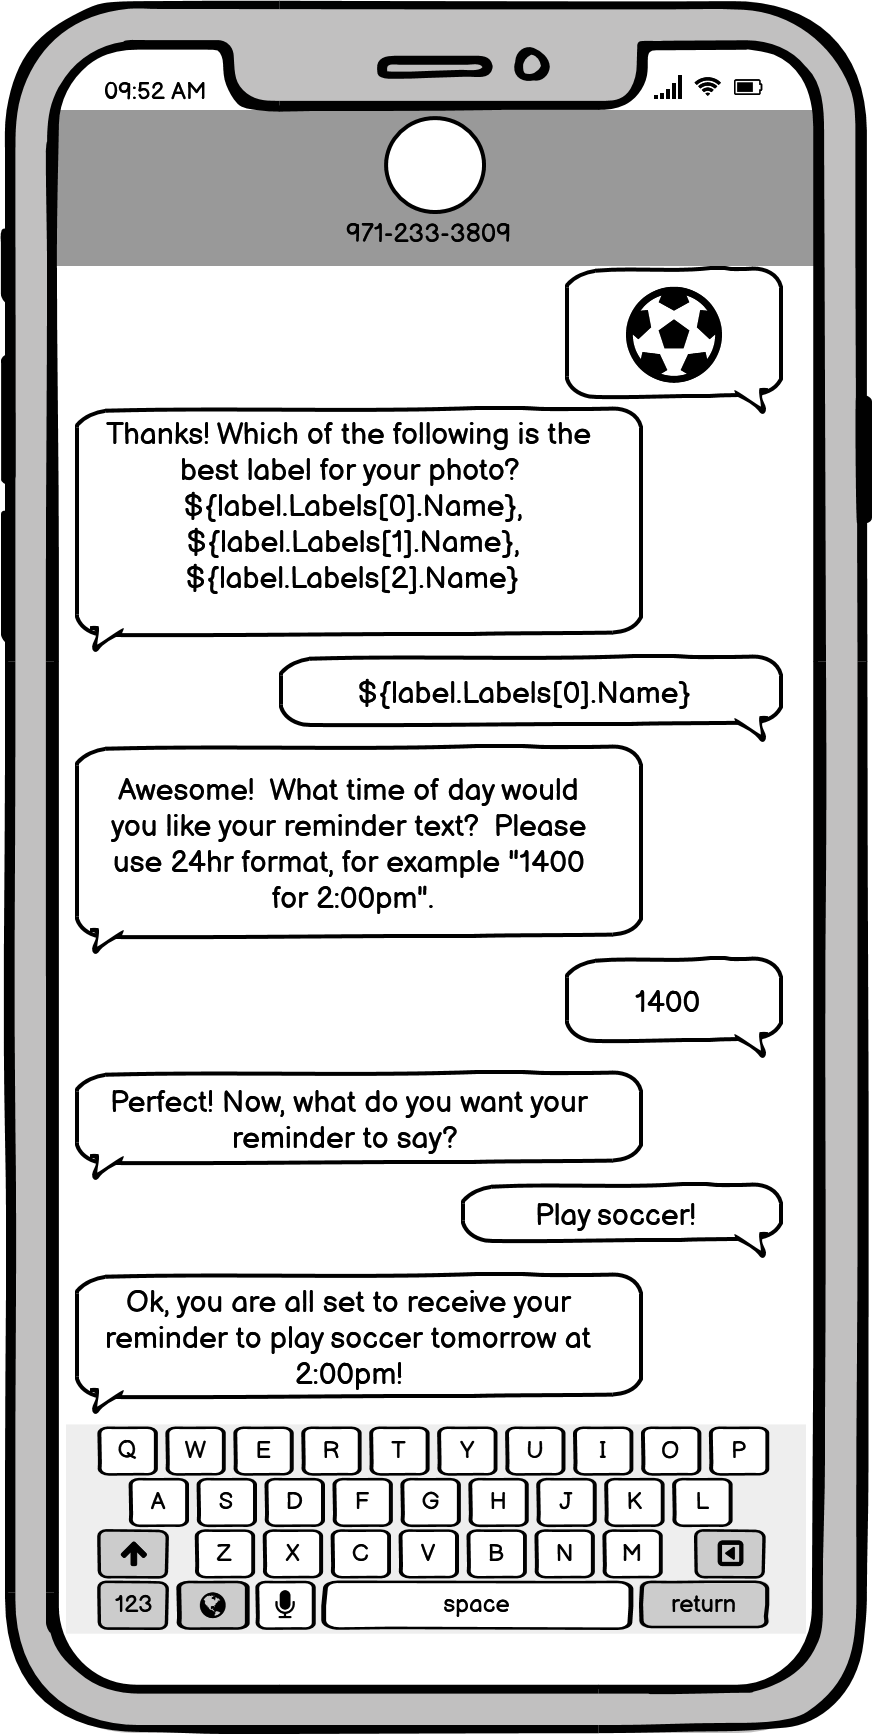 09:52 AM
971-233-3809
Thanks! Which of the following is the
best label for your photo?
${label.Labels[0].Name},
${label.Labels[1].Name},
${label.Labels[2].Name}
${label.Labels[0].Name}
Awesome!  What time of day would
you like your reminder text?  Please
use 24hr format, for example "1400
for 2:00pm".
1400
Perfect! Now, what do you want your
reminder to say?
Play soccer!
Ok, you are all set to receive your
reminder to play soccer tomorrow at
2:00pm!
Q W E R T Y U I O P
A S D F G H J K L
Z X C V B N M
123 space return